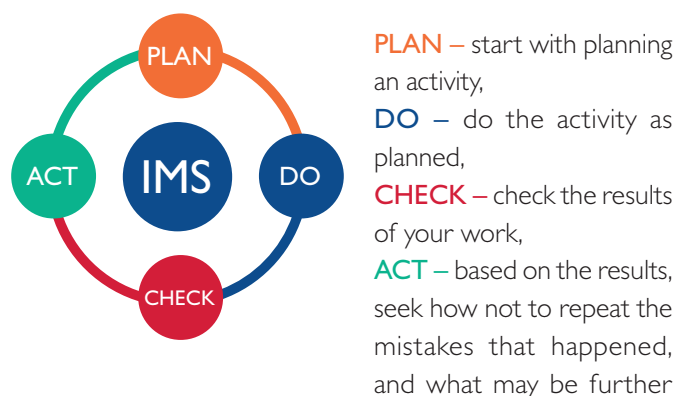 PLAN
ACT
IMS
DO
CHECK
PLAN – start with planning
an activity,
DO – do the activity as
planned,
CHECK – check the results
of your work,
ACT – based on the results,
seek how not to repeat the
mistakes that happened,
and what may be further